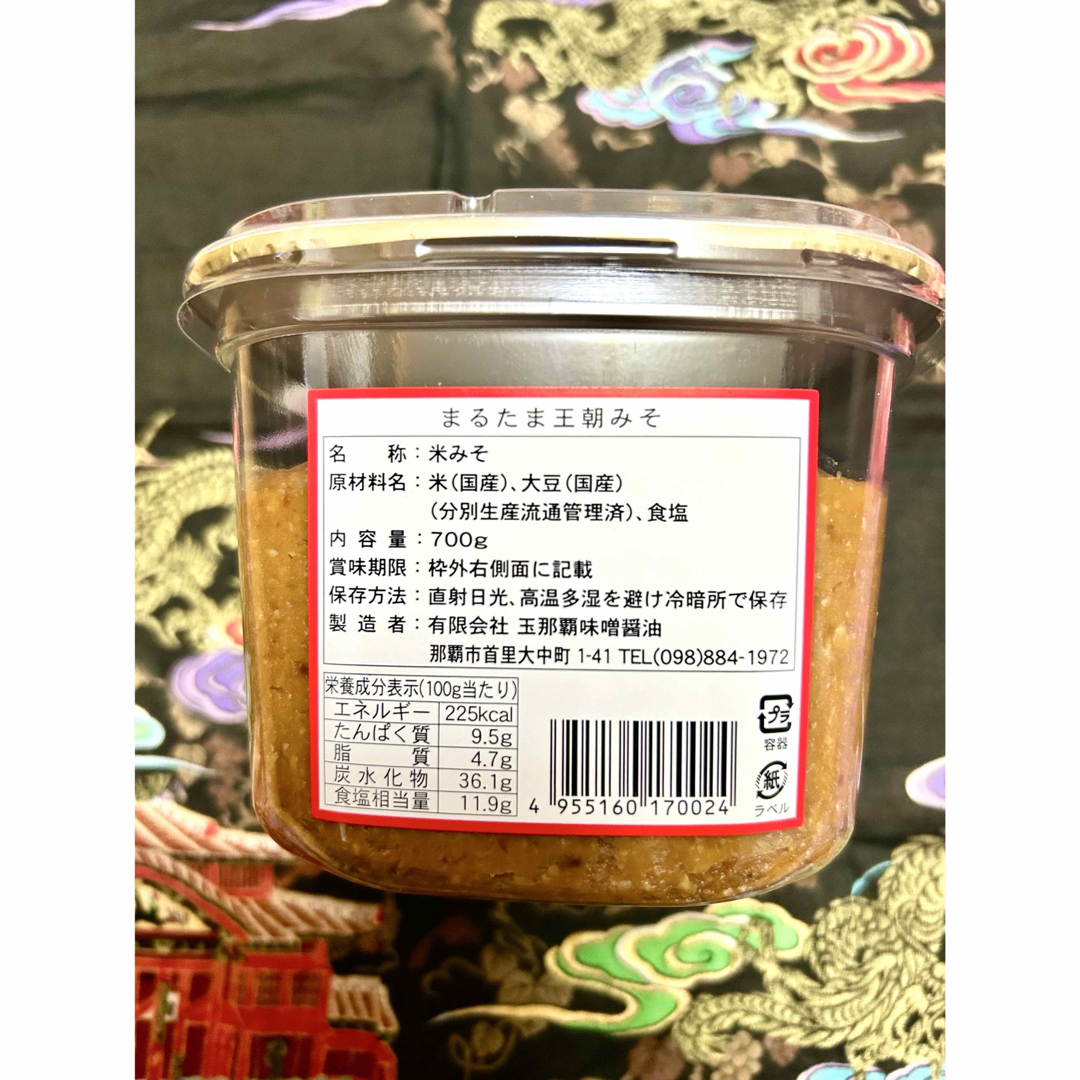 まるたま王朝みそ
名　　称：米みそ
原材料名：米(国産)、大豆(国産)
(分別生産流通管理済)、食塩
内容量：700g
賞味期限：枠外右側面に記載
保存方法：直射日光、高温多湿を避け冷暗所で保存
製造者：有限会社 玉那覇味噌醤油
那覇市首里大中町 1-41 TEL(098)884-1972
栄養成分表示(100g当たり)
エネルギー 225kcal
たんぱく質 9.5g
脂　　質 4.7g
炭水化物 36.1g
食塩相当量 11.9g
4 955160 170024
プラ
容器
紙
ラベル